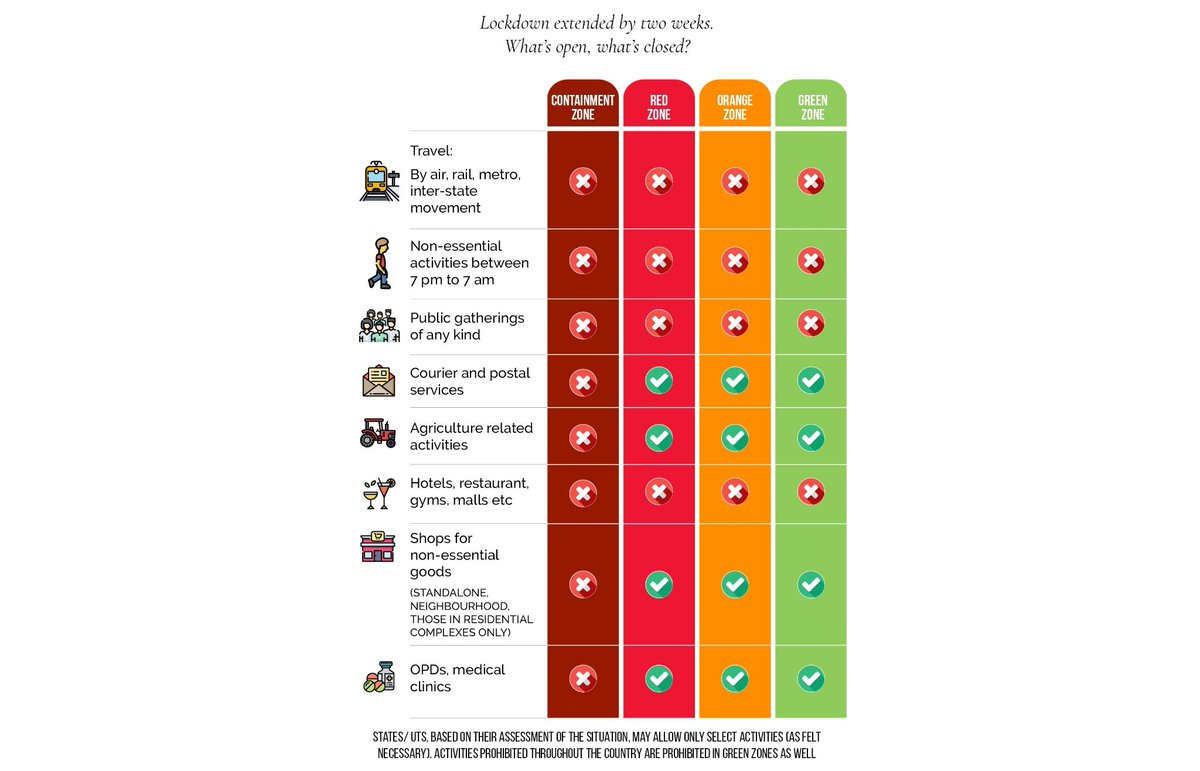 Lockdown extended by two weeks.
What's open, what's closed?
CONTAINMENT
ZONE
RED
ZONE
ORANGE
ZONE
GREEN
ZONE
Travel:
By air, rail, metro,
inter-state
movement
Non-essential
activities between
7 pm to 7 am
Public gatherings
of any kind
Courier and postal
services
Agriculture related
activities
Hotels, restaurant,
gyms, malls etc
Shops for
non-essential
goods
(STANDALONE,
NEIGHBOURHOOD,
THOSE IN RESIDENTIAL
COMPLEXES ONLY)
OPDs, medical
clinics
STATES/ UTS, BASED ON THEIR ASSESSMENT OF THE SITUATION, MAY ALLOW ONLY SELECT ACTIVITIES (AS FELT
NECESSARY). ACTIVITIES PROHIBITED THROUGHOUT THE COUNTRY ARE PROHIBITED IN GREEN ZONES AS WELL